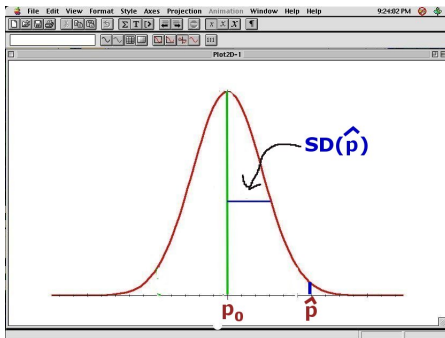 File Edit View Format Style Axes Projection Animation Window Help Help 9:24:02 PM
Σ T x x X ¶
Plot2D-1
SD(p̂)
p₀ p̂